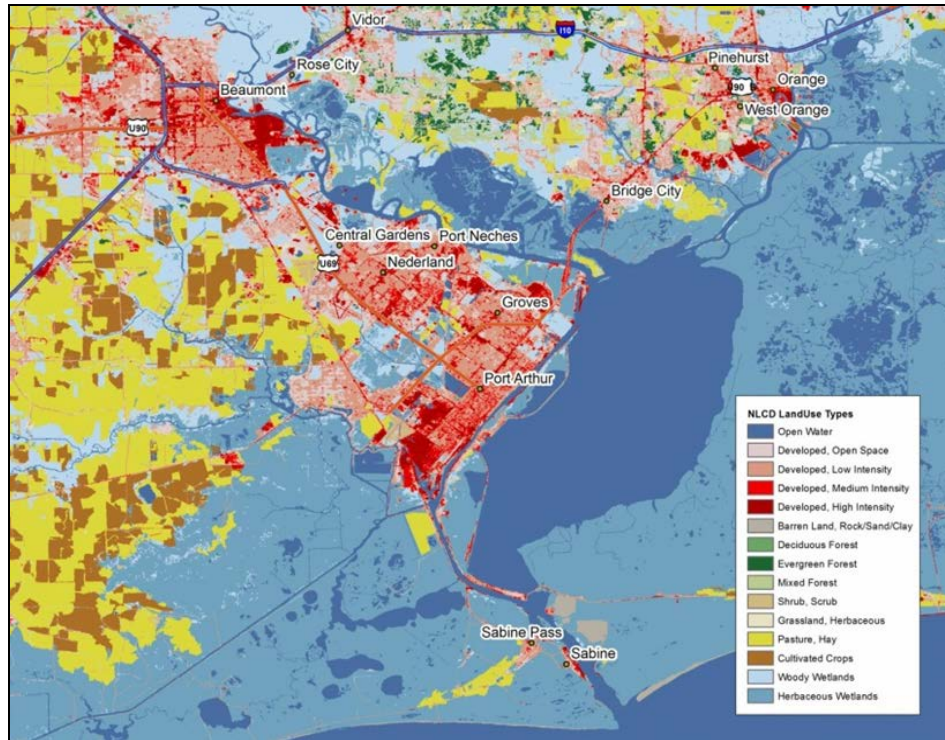 Vidor
I10
Rose City
Pinehurst
Beaumont
Orange
U90
West Orange
U90
Bridge City
Central Gardens
Port Neches
U69
Nederland
Groves
Port Arthur
NLCD LandUse Types
Open Water
Developed, Open Space
Developed, Low Intensity
Developed, Medium Intensity
Developed, High Intensity
Barren Land, Rock/Sand/Clay
Deciduous Forest
Evergreen Forest
Mixed Forest
Shrub, Scrub
Grassland, Herbaceous
Pasture, Hay
Cultivated Crops
Woody Wetlands
Herbaceous Wetlands
Sabine Pass
Sabine